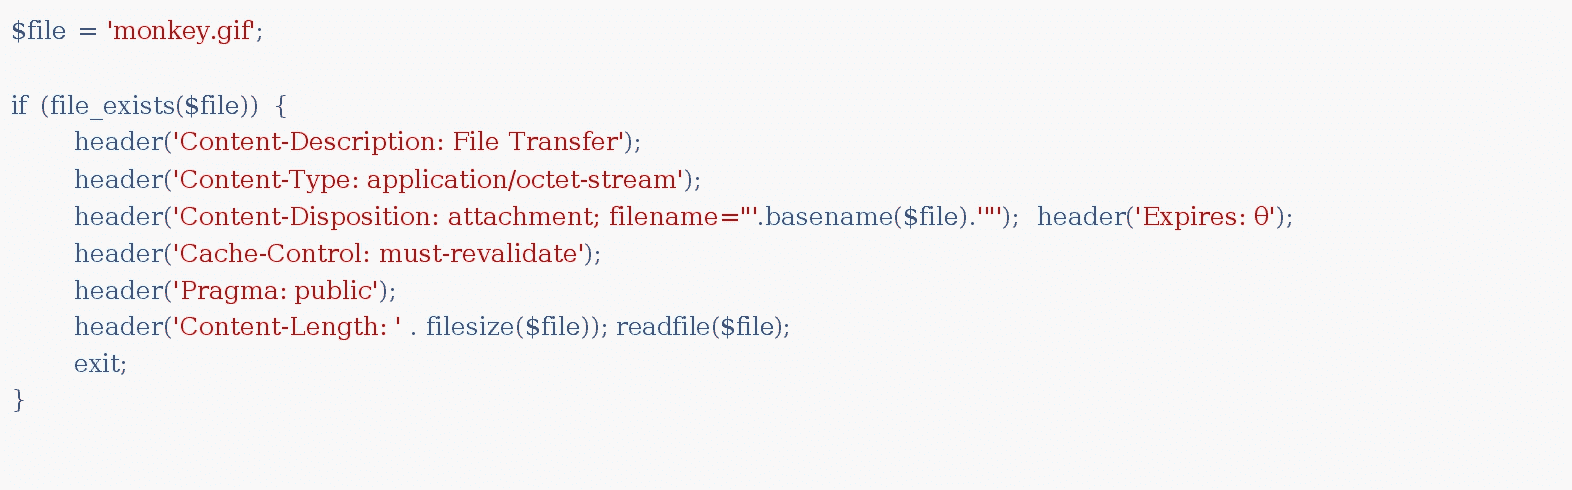 $file = 'monkey.gif';
if (file_exists($file)) {
header('Content-Description: File Transfer');
header('Content-Type: application/octet-stream');
header('Content-Disposition: attachment; filename="'.basename($file).'"'); header('Expires: 0');
header('Cache-Control: must-revalidate');
header('Pragma: public');
header('Content-Length: ' . filesize($file)); readfile($file);
exit;
}